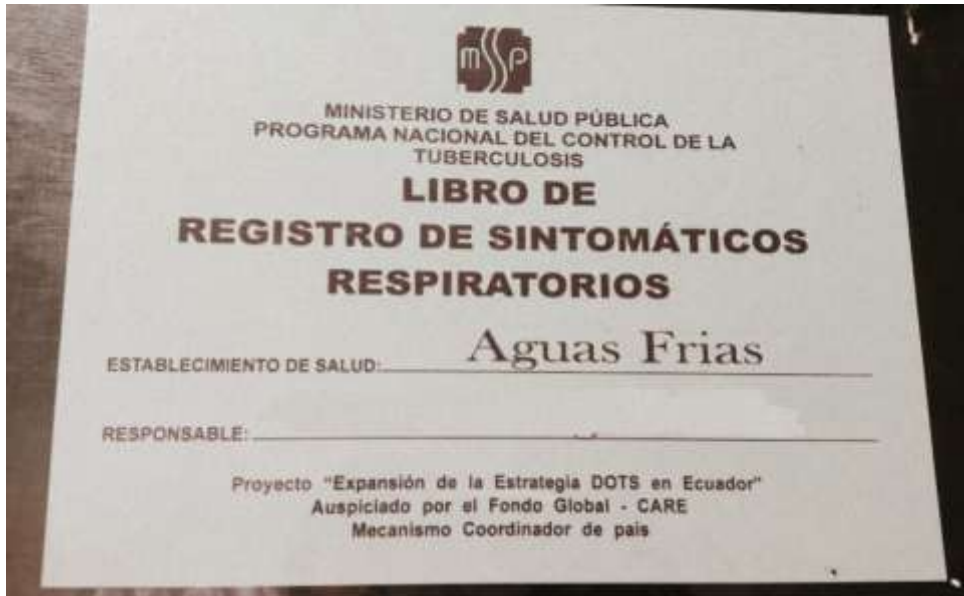 MSP
MINISTERIO DE SALUD PÚBLICA
PROGRAMA NACIONAL DEL CONTROL DE LA
TUBERCULOSIS
LIBRO DE
REGISTRO DE SINTOMÁTICOS
RESPIRATORIOS
ESTABLECIMIENTO DE SALUD: Aguas Frias
RESPONSABLE:
Proyecto "Expansión de la Estrategia DOTS en Ecuador"
Auspiciado por el Fondo Global - CARE
Mecanismo Coordinador de país